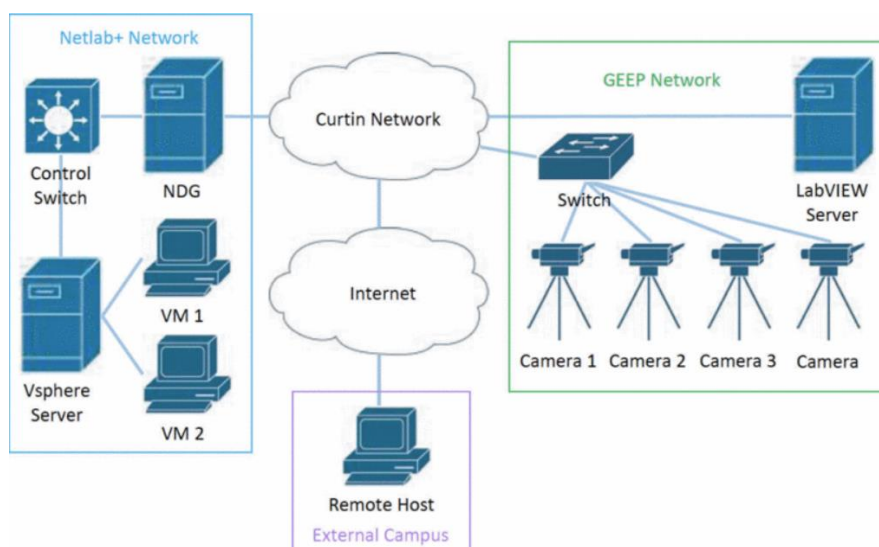 Netlab+ Network
Control
Switch
NDG
Vsphere
Server
VM 1
VM 2
Curtin Network
Internet
Remote Host
External Campus
GEEP Network
Switch
LabVIEW
Server
Camera 1
Camera 2
Camera 3
Camera